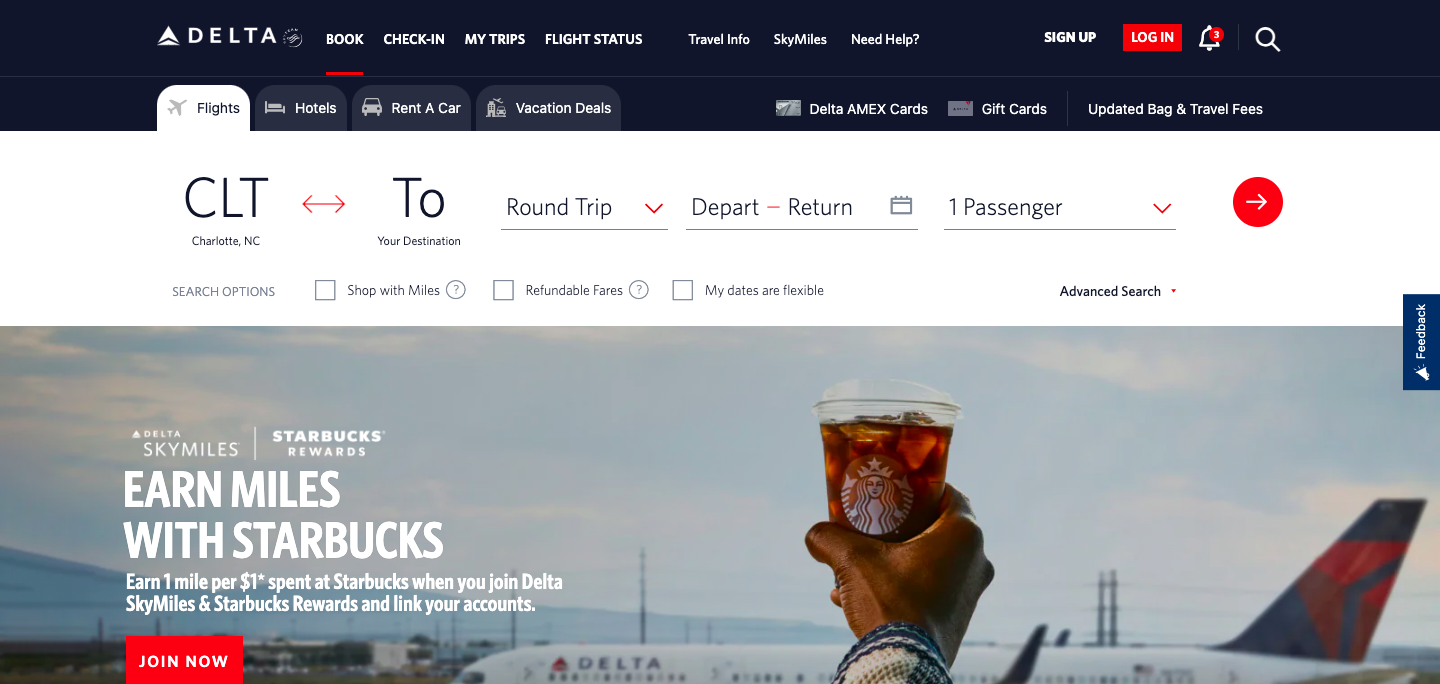 DELTA
BOOK
CHECK-IN
MY TRIPS
FLIGHT STATUS
Travel Info
SkyMiles
Need Help?
SIGN UP
LOG IN
3
Flights
Hotels
Rent A Car
Vacation Deals
Delta AMEX Cards
Gift Cards
Updated Bag & Travel Fees
CLT
Charlotte, NC
To
Your Destination
Round Trip
Depart – Return
1 Passenger
SEARCH OPTIONS
Shop with Miles ?
Refundable Fares ?
My dates are flexible
Advanced Search
Feedback
DELTA
SKYMILES
STARBUCKS®
REWARDS
EARN MILES
WITH STARBUCKS
Earn 1 mile per $1* spent at Starbucks when you join Delta
SkyMiles & Starbucks Rewards and link your accounts.
JOIN NOW
DELTA